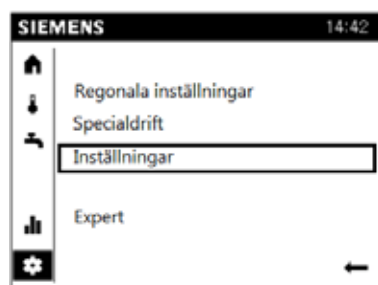 SIEMENS 14:42
Regonala inställningar
Specialdrift
Inställningar
Expert